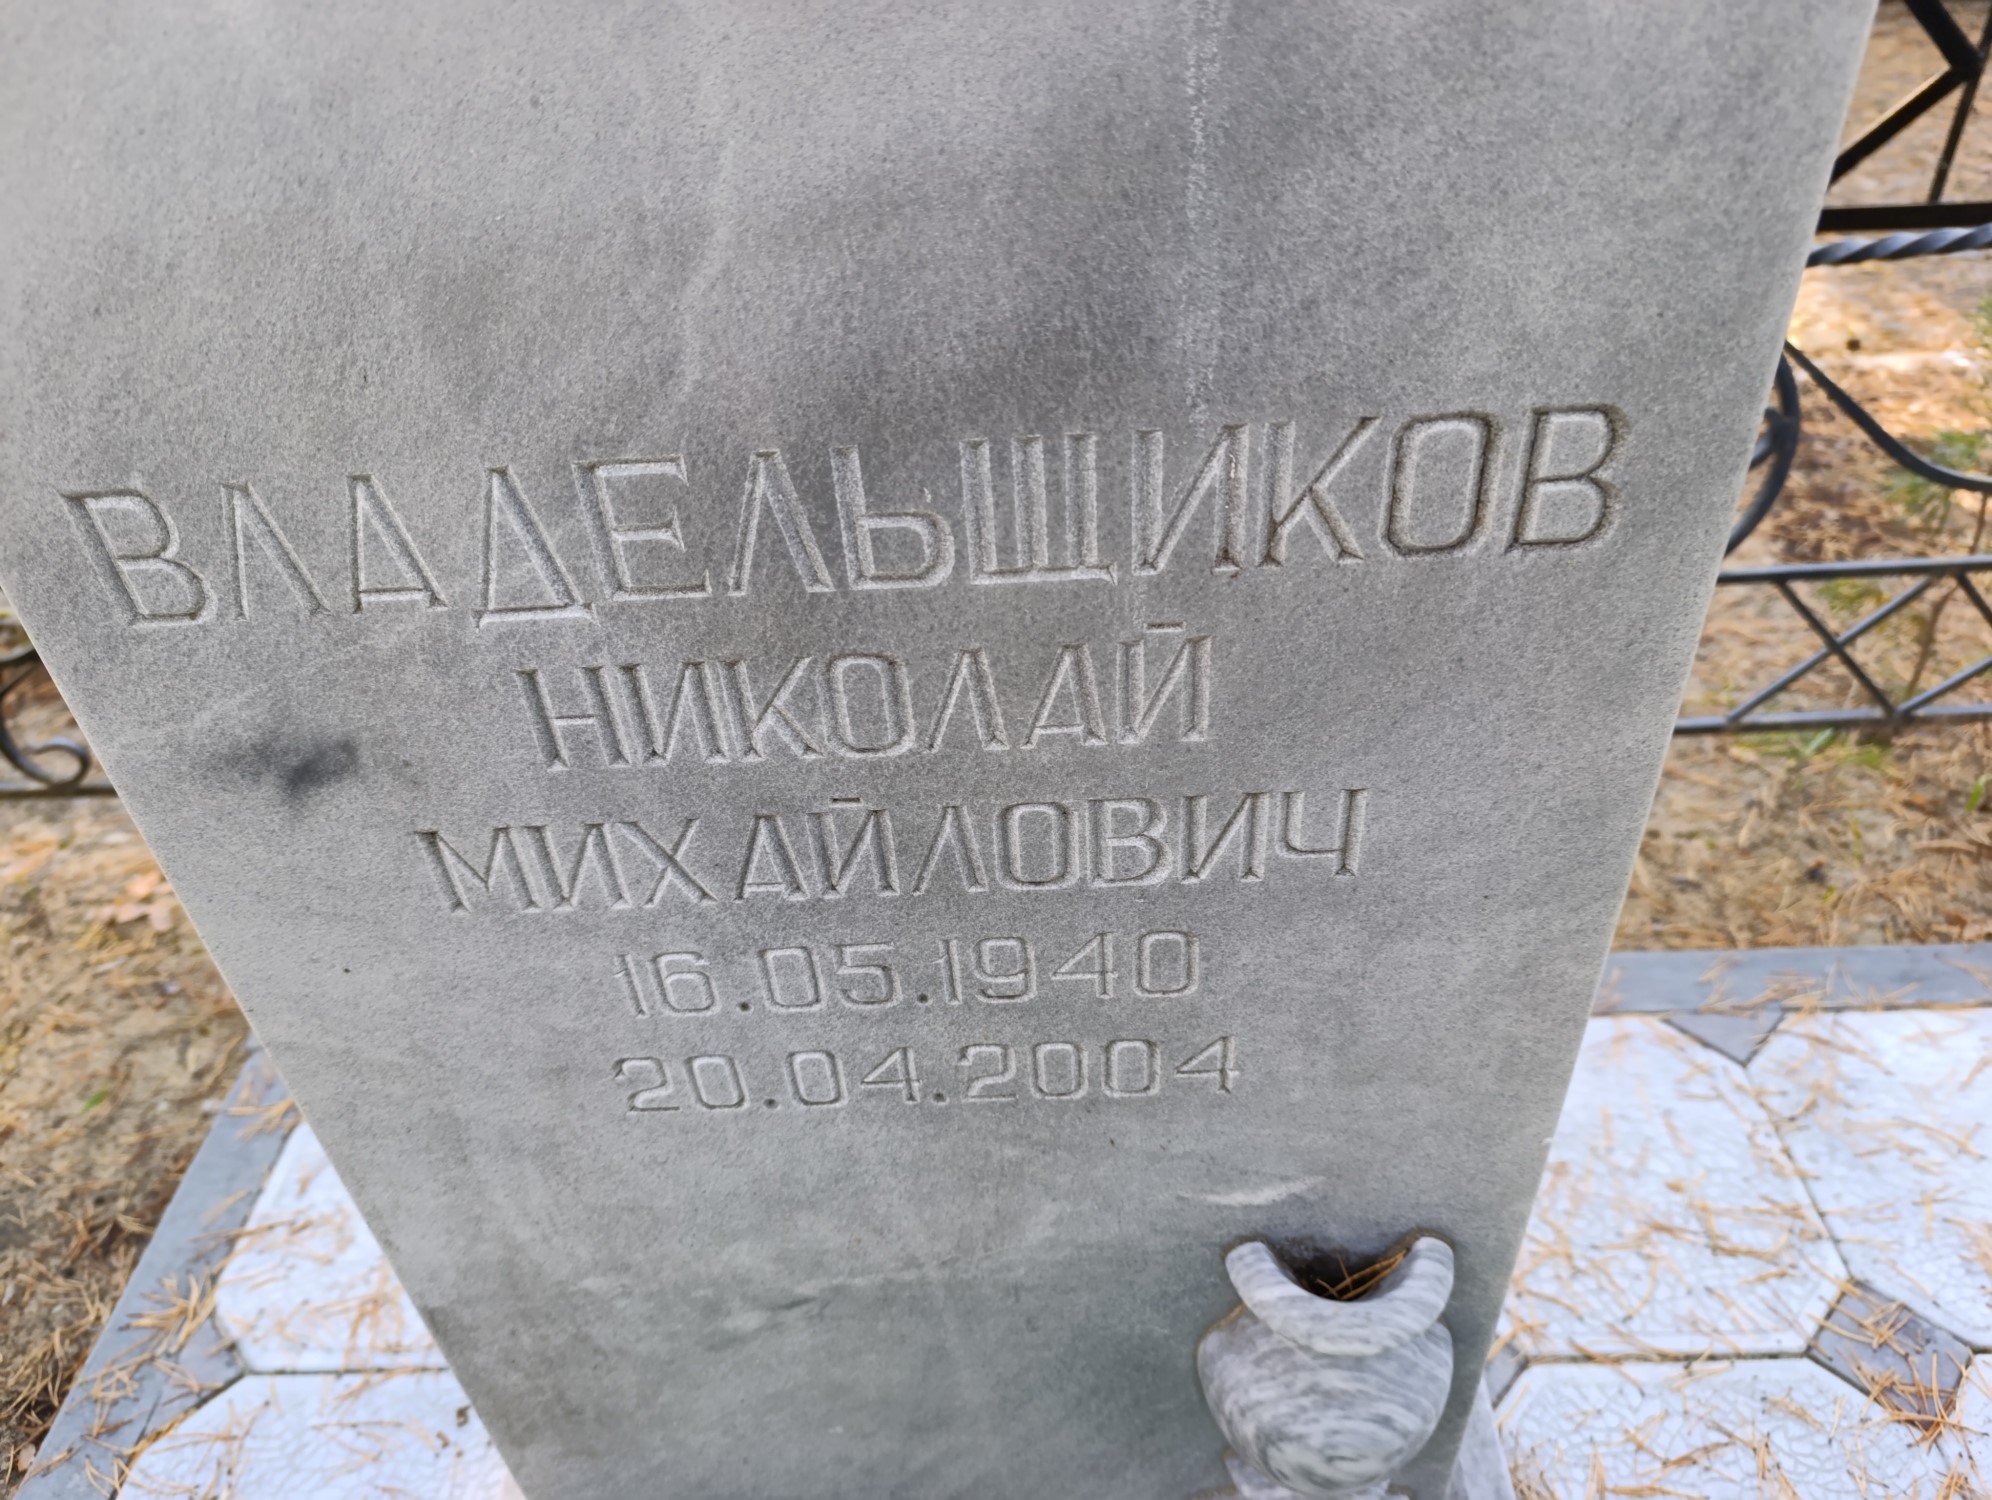 ВЛАДЕЛЬЩИКОВ
НИКОЛАЙ
МИХАЙЛОВИЧ
16.05.1940
20.04.2004